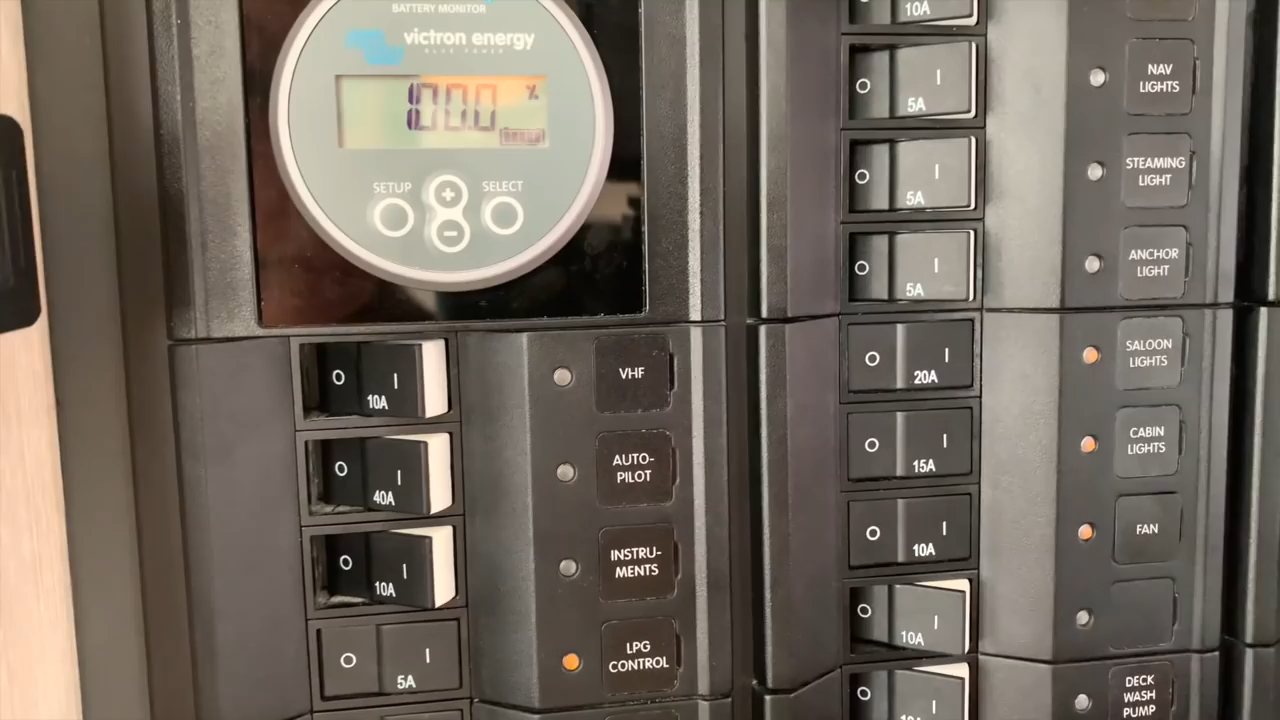 BATTERY MONITOR
victron energy
BLUE POWER
100.0 %
SETUP
+
SELECT
-
O I
10A
VHF
O I
40A
AUTO-
PILOT
O I
10A
INSTRU-
MENTS
O I
5A
LPG
CONTROL
10A
O I
5A
NAV
LIGHTS
O I
5A
STEAMING
LIGHT
O I
5A
ANCHOR
LIGHT
O I
20A
SALOON
LIGHTS
O I
15A
CABIN
LIGHTS
O I
10A
FAN
O I
10A
O I
DECK
WASH
PUMP